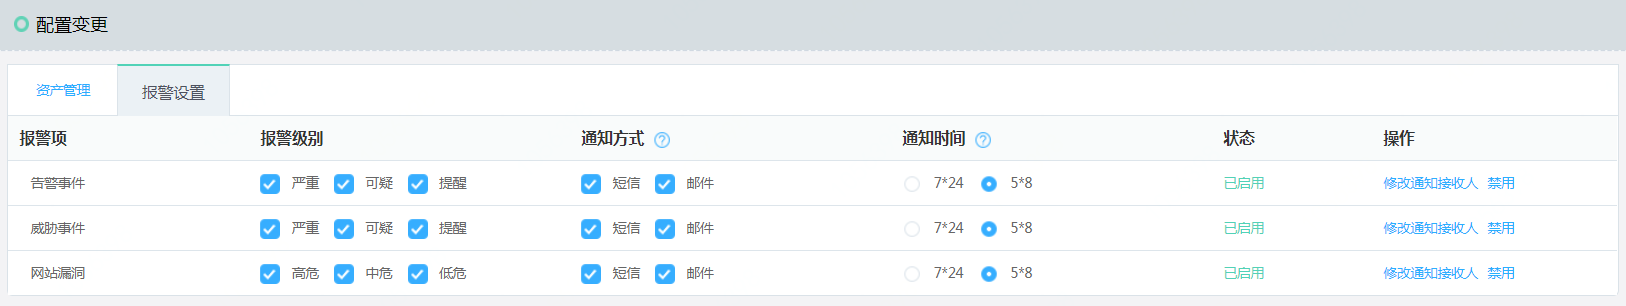 配置变更
资产管理 报警设置
报警项 报警级别 通知方式 ? 通知时间 ? 状态 操作
告警事件 严重 可疑 提醒 短信 邮件 7*24 5*8 已启用 修改通知接收人 禁用
威胁事件 严重 可疑 提醒 短信 邮件 7*24 5*8 已启用 修改通知接收人 禁用
网站漏洞 高危 中危 低危 短信 邮件 7*24 5*8 已启用 修改通知接收人 禁用